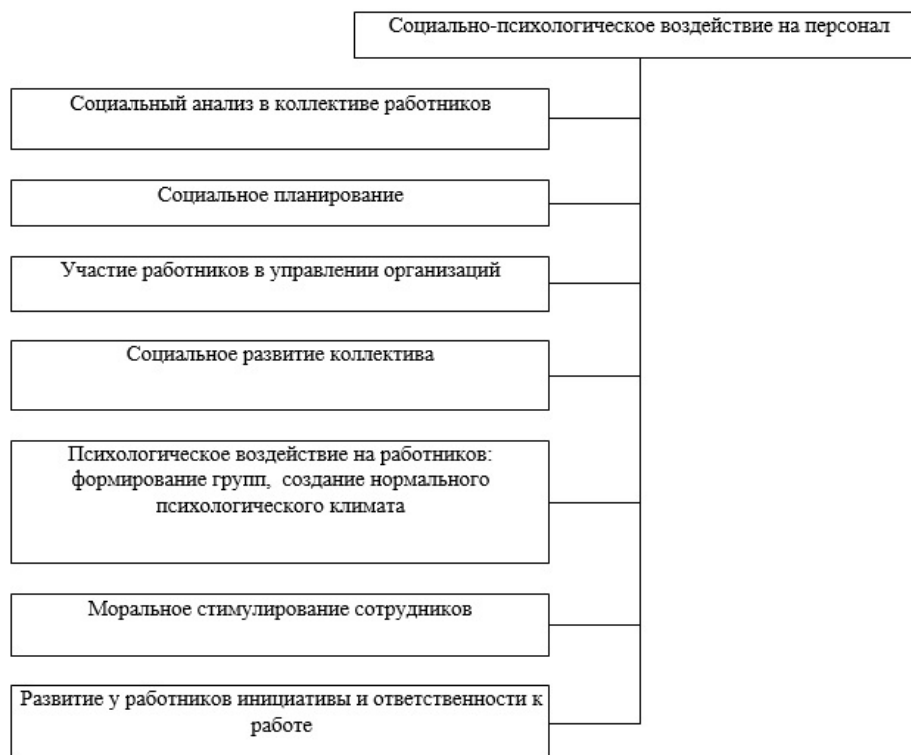 Социально-психологическое воздействие на персонал
Социальный анализ в коллективе работников
Социальное планирование
Участие работников в управлении организаций
Социальное развитие коллектива
Психологическое воздействие на работников:
формирование групп, создание нормального
психологического климата
Моральное стимулирование сотрудников
Развитие у работников инициативы и ответственности к
работе